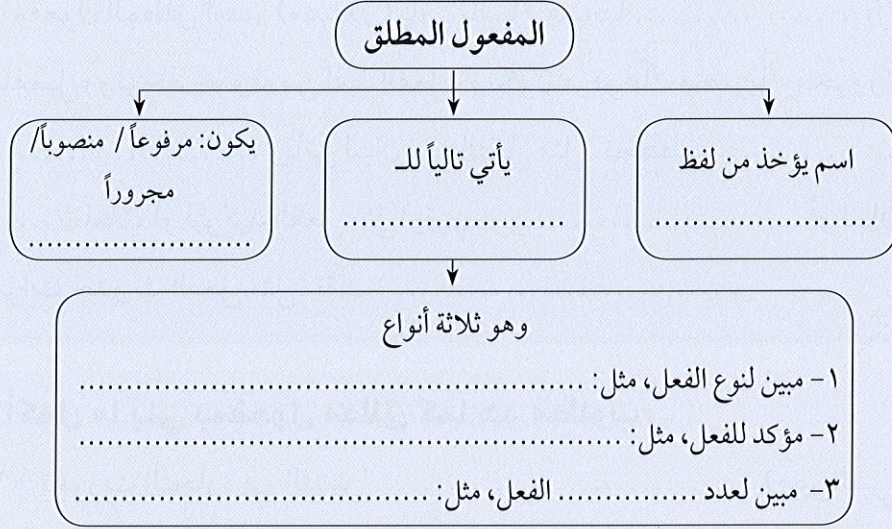 المفعول المطلق
اسم يؤخذ من لفظ
......................
يأتي تالياً للـ
......................
يكون: مرفوعاً / منصوباً/
مجروراً
......................
وهو ثلاثة أنواع
١- مبين لنوع الفعل، مثل: ..................................................
٢- مؤكد للفعل، مثل: ......................................................
٣- مبين لعدد .............. الفعل، مثل: ................................